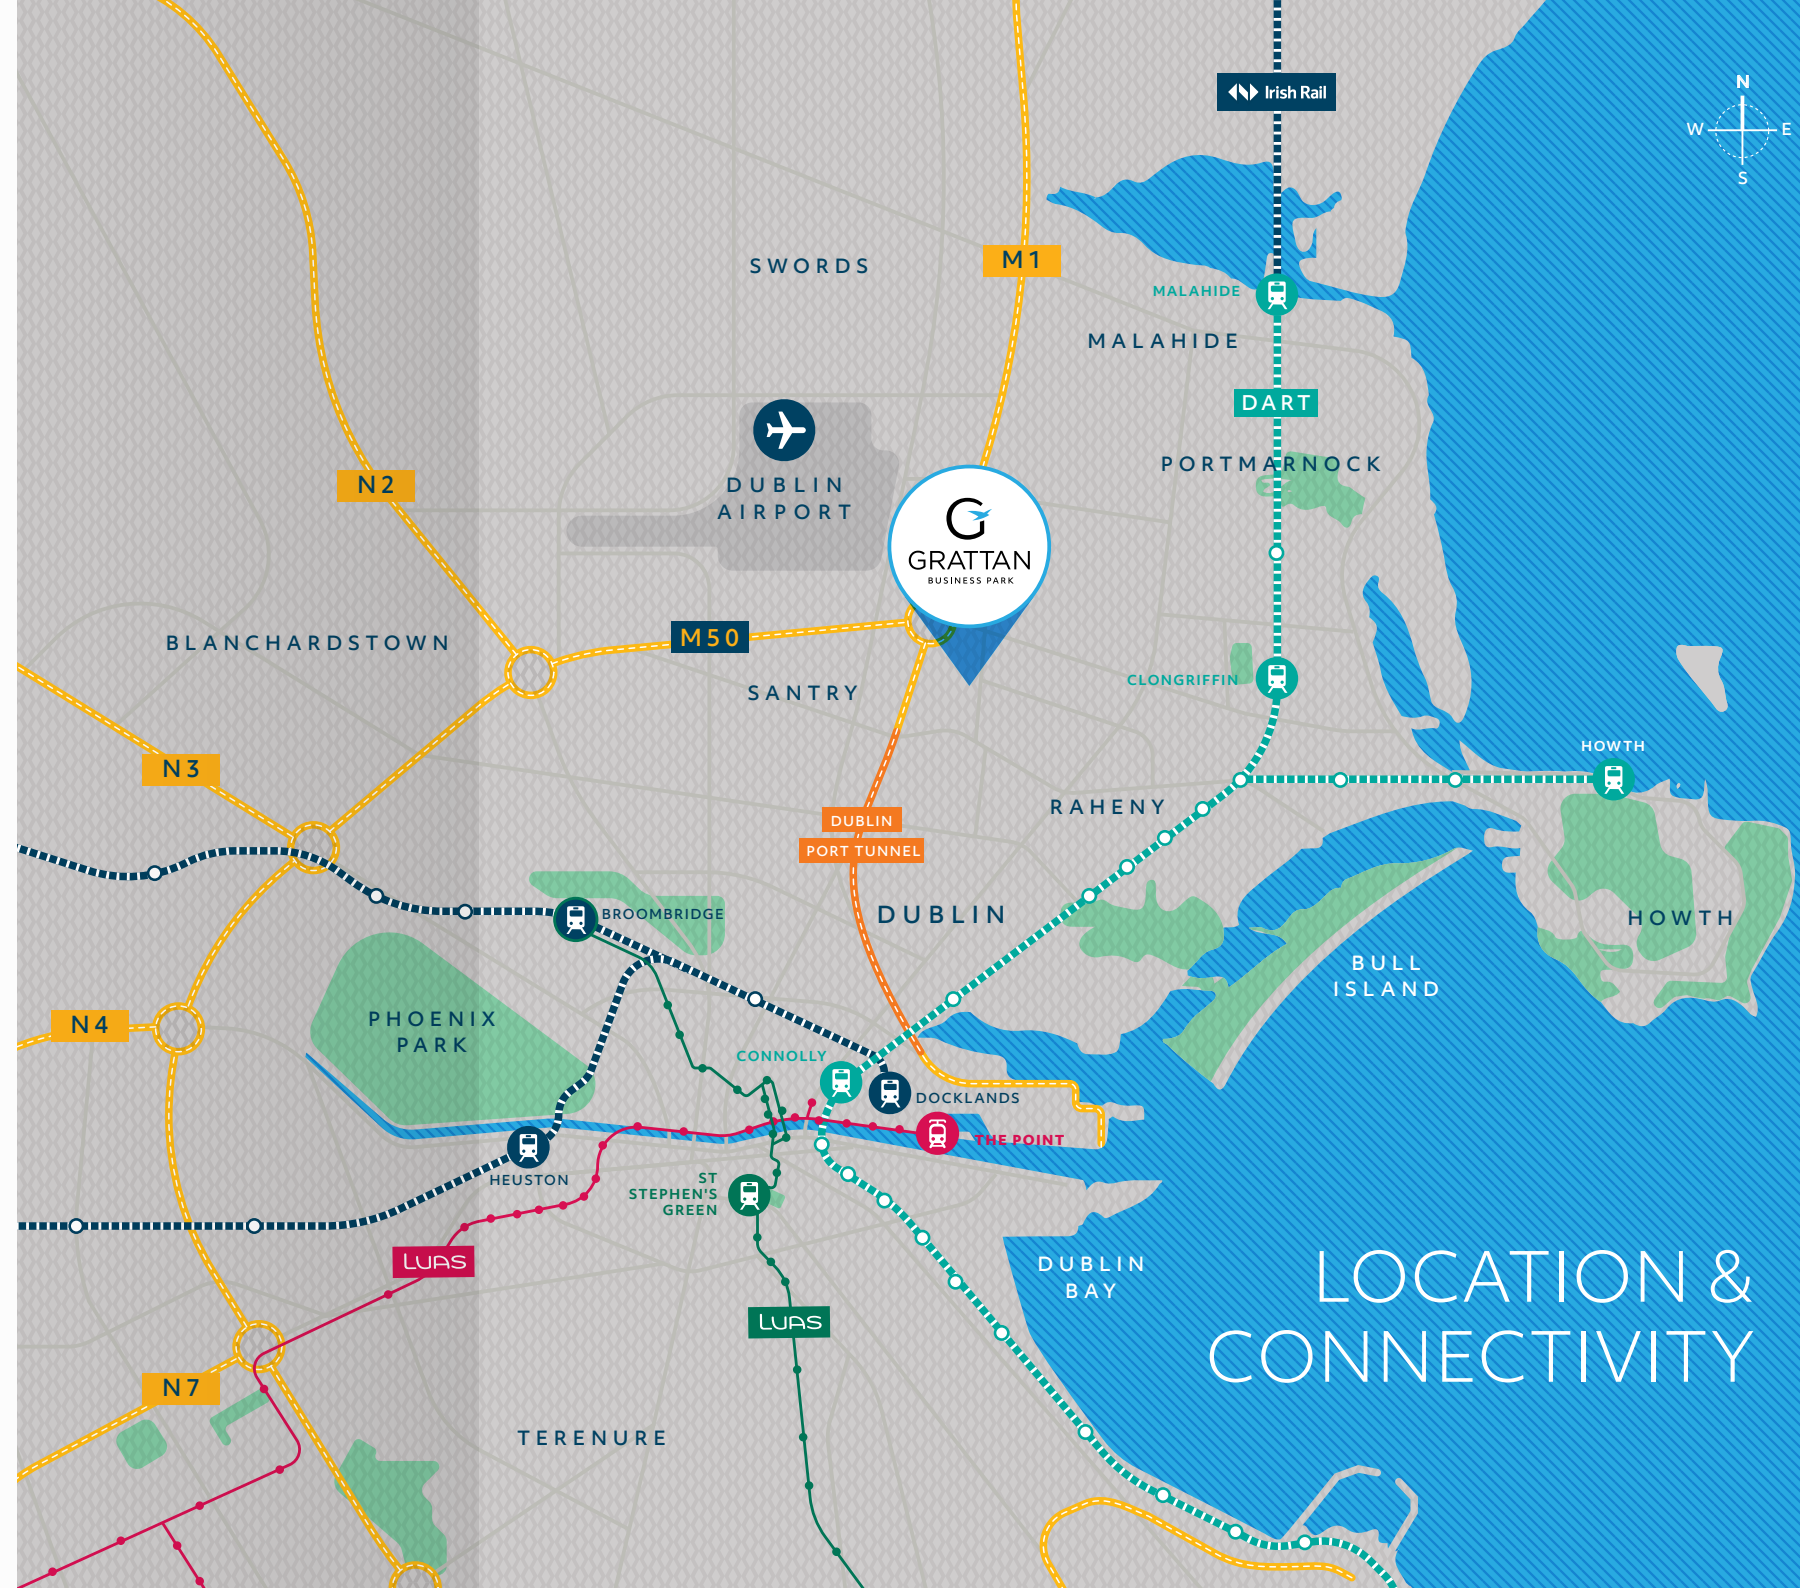 Irish Rail
N
W E
S
SWORDS
M1
MALAHIDE
MALAHIDE
DART
PORTMARNOCK
N2
DUBLIN
AIRPORT
G
GRATTAN
BUSINESS PARK
BLANCHARDSTOWN
M50
SANTRY
CLONGRIFFIN
HOWTH
N3
RAHENY
DUBLIN
PORT TUNNEL
BROOMBRIDGE
DUBLIN
HOWTH
BULL
ISLAND
PHOENIX
PARK
N4
CONNOLLY
DOCKLANDS
THE POINT
HEUSTON
ST
STEPHEN'S
GREEN
LUAS
DUBLIN
BAY
LOCATION &
CONNECTIVITY
LUAS
N7
TERENURE